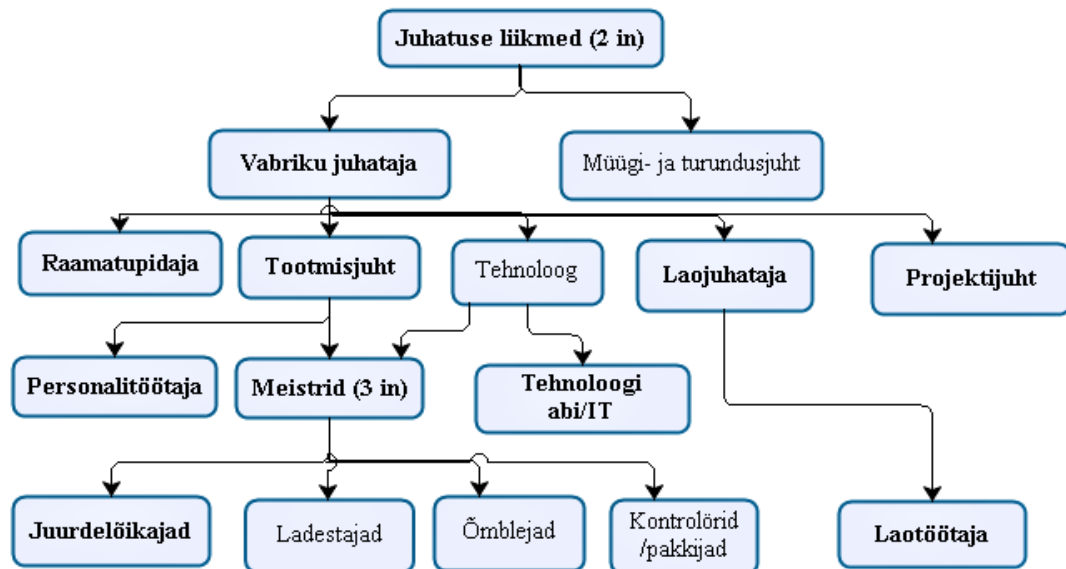 Juhatuse liikmed (2 in)
Vabriku juhataja
Müügi- ja turundusjuht
Raamatupidaja
Tootmisjuht
Tehnoloog
Laojuhataja
Projektijuht
Personalitöötaja
Meistrid (3 in)
Tehnoloogi
abi/IT
Juurdelõikajad
Ladestajad
Õmblejad
Kontrolörid
/pakkijad
Laotöötaja